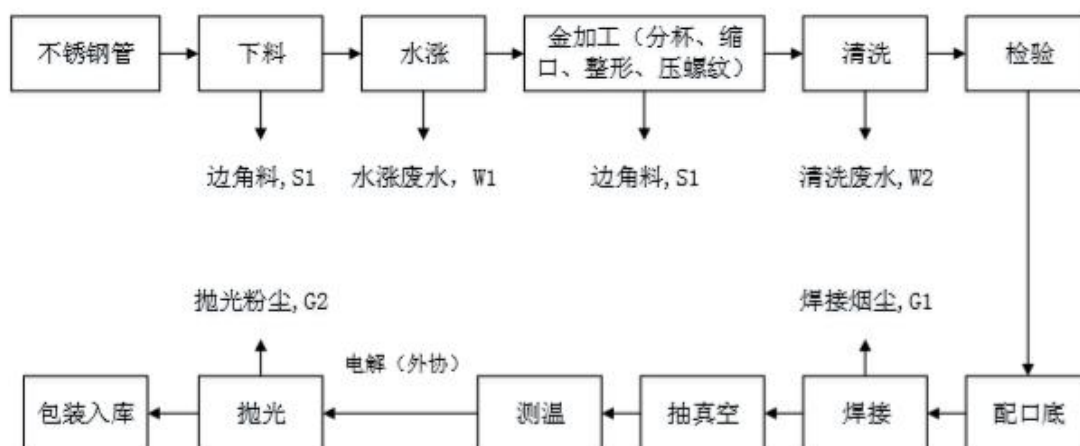 不锈钢管
下料
水涨
金加工（分杯、缩
口、整形、压螺纹）
清洗
检验
边角料,S1
水涨废水，W1
边角料,S1
清洗废水,W2
抛光粉尘,G2
焊接烟尘,G1
电解（外协）
包装入库
抛光
测温
抽真空
焊接
配口底